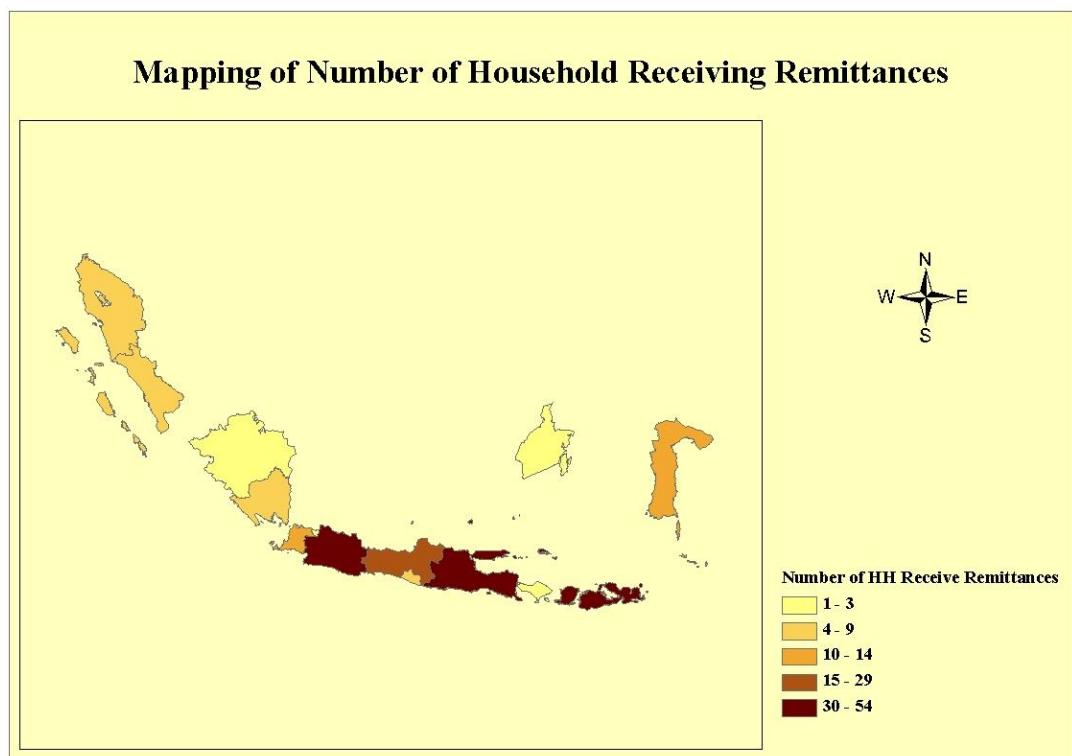 Mapping of Number of Household Receiving Remittances
N
W E
S
Number of HH Receive Remittances
1 - 3
4 - 9
10 - 14
15 - 29
30 - 54